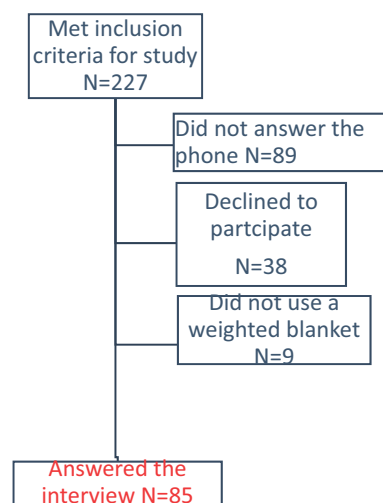 Met inclusion
criteria for study
N=227
Did not answer the
phone N=89
Declined to
partcipate
N=38
Did not use a
weighted blanket
N=9
Answered the
interview N=85